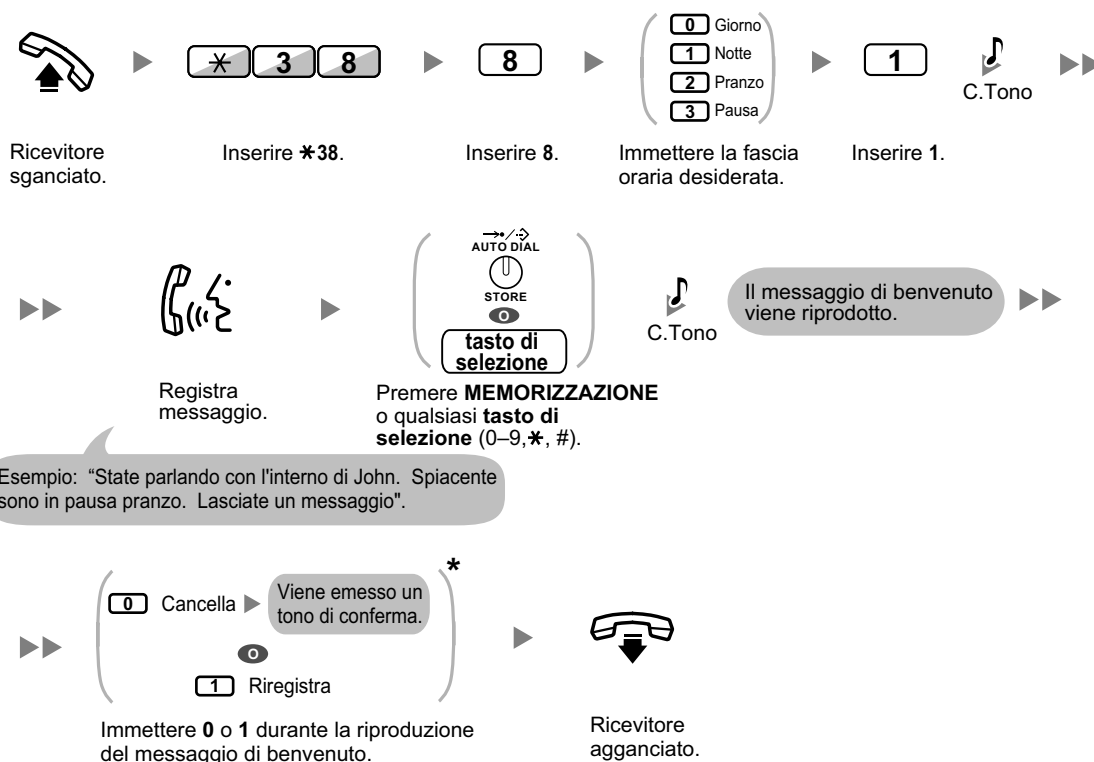 0 Giorno
1 Notte
2 Pranzo
3 Pausa
✱ 3 8
8
1
C.Tono
Ricevitore
sganciato.
Inserire ✱38.
Inserire 8.
Immettere la fascia
oraria desiderata.
Inserire 1.
AUTO DIAL
STORE
O
tasto di
selezione
C.Tono
Il messaggio di benvenuto
viene riprodotto.
Registra
messaggio.
Premere MEMORIZZAZIONE
o qualsiasi tasto di
selezione (0–9,✱, #).
Esempio: “State parlando con l'interno di John. Spiacente
sono in pausa pranzo. Lasciate un messaggio".
0 Cancella
Viene emesso un
tono di conferma.
*
O
1 Riregistra
Immettere 0 o 1 durante la riproduzione
del messaggio di benvenuto.
Ricevitore
agganciato.